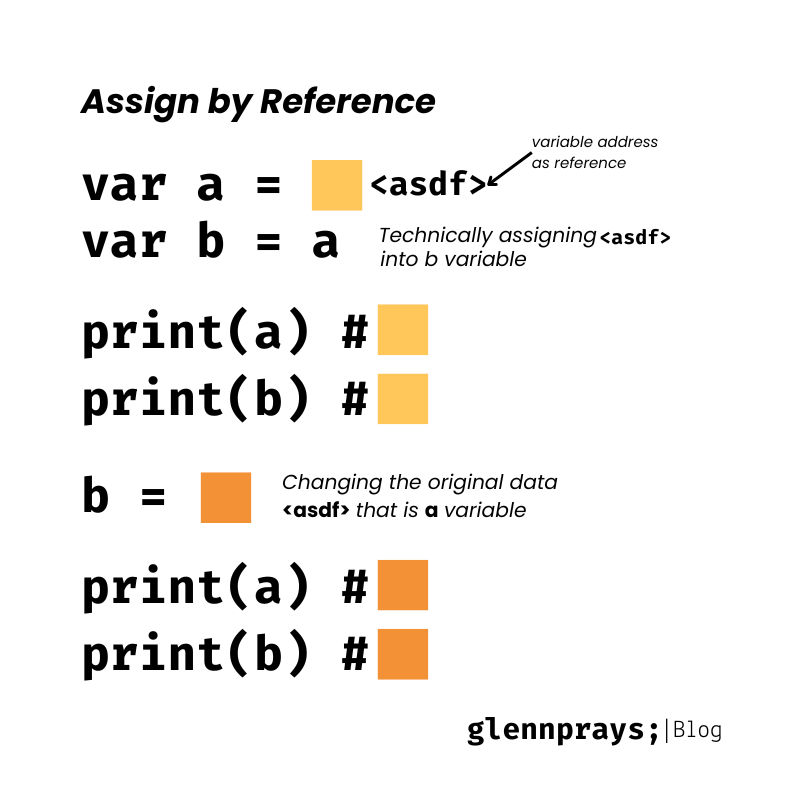 Assign by Reference
variable address
as reference
var a = <asdf>
var b = a
Technically assigning <asdf>
into b variable
print(a) #
print(b) #
b =
Changing the original data
<asdf> that is a variable
print(a) #
print(b) #
glennprays;|Blog